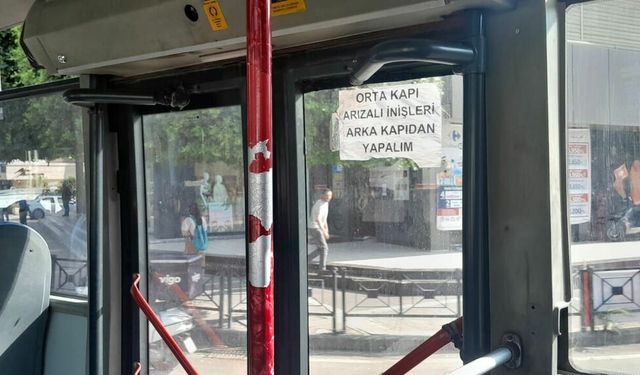 ORTA KAPI
ARIZALI İNİŞLERİ
ARKA KAPIDAN
YAPALIM